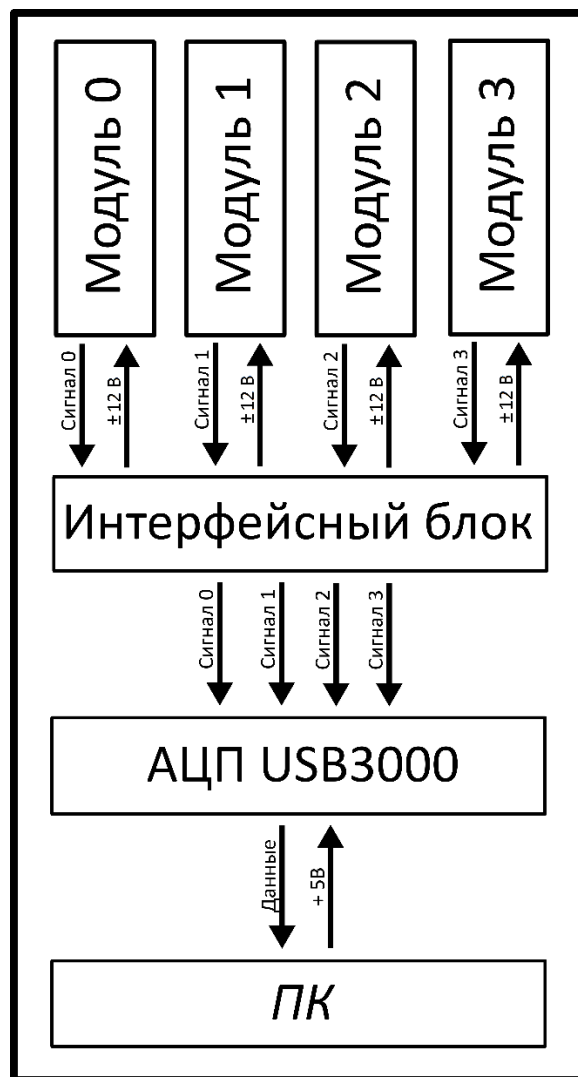 Модуль 0
Модуль 1
Модуль 2
Модуль 3
Сигнал 0
±12 В
Сигнал 1
±12 В
Сигнал 2
±12 В
Сигнал 3
±12 В
Интерфейсный блок
Сигнал 0
Сигнал 1
Сигнал 2
Сигнал 3
АЦП USB3000
Данные
+ 5В
ПК